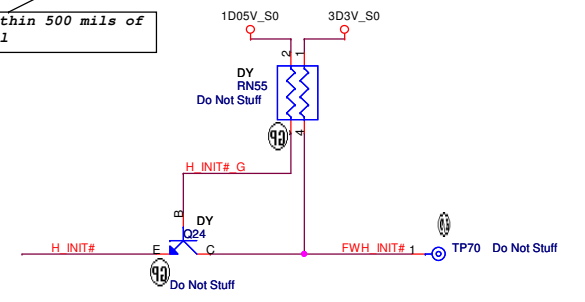 thin 500 mils of
l
1D05V_S0
3D3V_S0
2
1
DY
RN55
Do Not Stuff
4
H_INIT#_G
B
DY
Q24
H_INIT#
E
C
FWH_INIT#
1
TP70
Do Not Stuff
Do Not Stuff